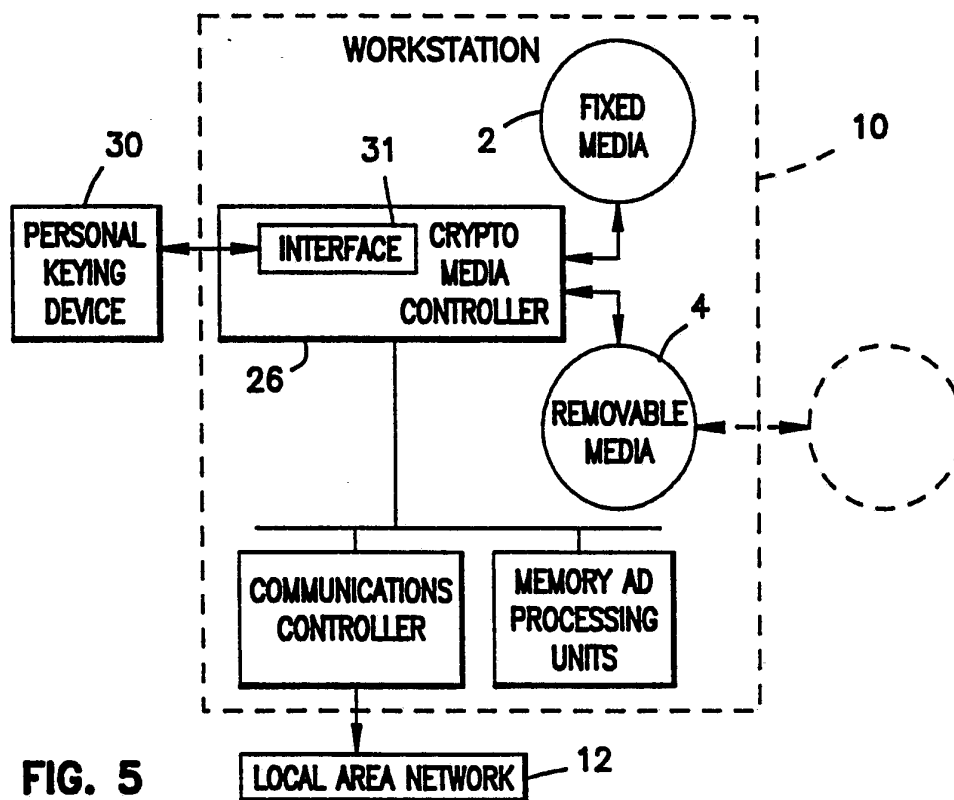 WORKSTATION
FIXED
MEDIA
2
10
30
31
PERSONAL
KEYING
DEVICE
INTERFACE
CRYPTO
MEDIA
CONTROLLER
26
4
REMOVABLE
MEDIA
COMMUNICATIONS
CONTROLLER
MEMORY AD
PROCESSING
UNITS
FIG. 5
LOCAL AREA NETWORK
12